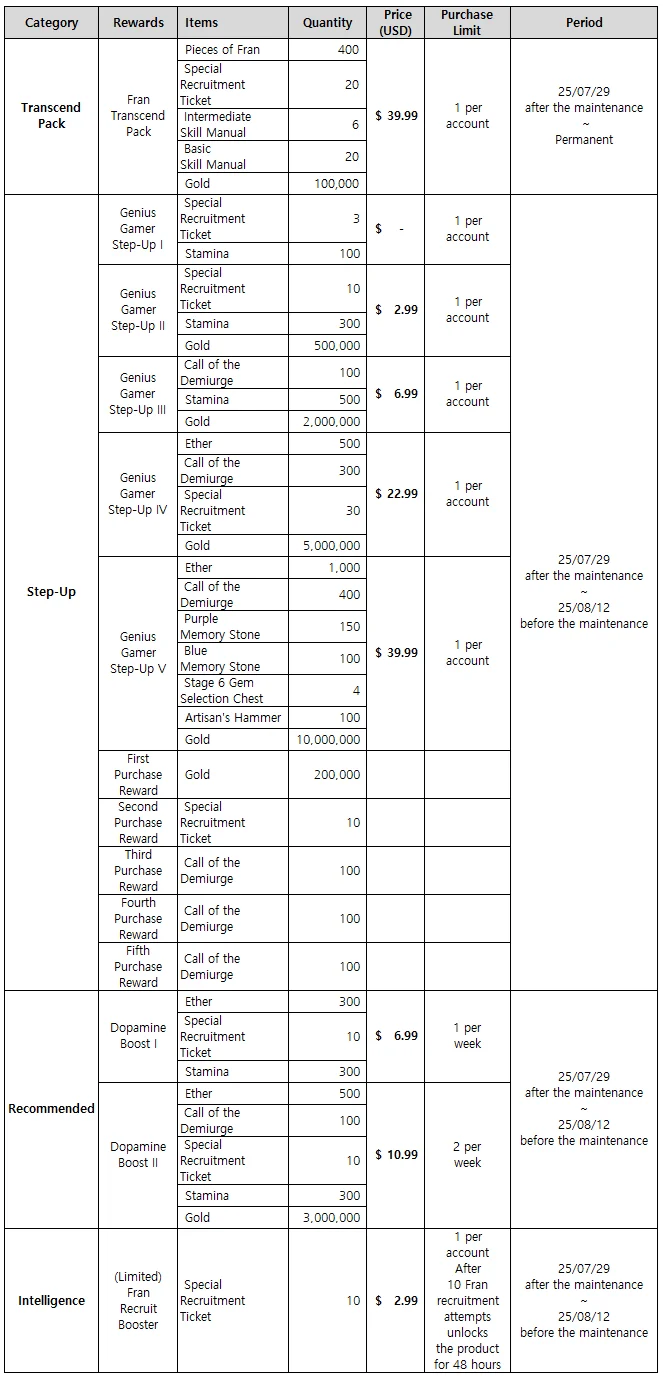 Category Rewards Items Quantity Price (USD) Purchase Limit Period
Transcend Pack
Fran Transcend Pack
Pieces of Fran 400
Special Recruitment Ticket 20
Intermediate Skill Manual 6
Basic Skill Manual 20
Gold 100,000
$ 39.99
1 per account
25/07/29
after the maintenance
~
Permanent
Step-Up
Genius Gamer Step-Up I
Special Recruitment Ticket 3
Stamina 100
$ -
1 per account
Genius Gamer Step-Up II
Special Recruitment Ticket 10
Stamina 300
Gold 500,000
$ 2.99
1 per account
Genius Gamer Step-Up III
Call of the Demiurge 100
Stamina 500
Gold 2,000,000
$ 6.99
1 per account
Genius Gamer Step-Up IV
Ether 500
Call of the Demiurge 300
Special Recruitment Ticket 30
Gold 5,000,000
$ 22.99
1 per account
Genius Gamer Step-Up V
Ether 1,000
Call of the Demiurge 400
Purple Memory Stone 150
Blue Memory Stone 100
Stage 6 Gem Selection Chest 4
Artisan's Hammer 100
Gold 10,000,000
$ 39.99
1 per account
First Purchase Reward
Gold 200,000
Second Purchase Reward
Special Recruitment Ticket 10
Third Purchase Reward
Call of the Demiurge 100
Fourth Purchase Reward
Call of the Demiurge 100
Fifth Purchase Reward
Call of the Demiurge 100
25/07/29
after the maintenance
~
25/08/12
before the maintenance
Recommended
Dopamine Boost I
Ether 300
Special Recruitment Ticket 10
Stamina 300
$ 6.99
1 per week
Dopamine Boost II
Ether 500
Call of the Demiurge 100
Special Recruitment Ticket 10
Stamina 300
Gold 3,000,000
$ 10.99
2 per week
25/07/29
after the maintenance
~
25/08/12
before the maintenance
Intelligence
(Limited) Fran Recruit Booster
Special Recruitment Ticket 10
$ 2.99
1 per account
After
10 Fran recruitment attempts unlocks the product for 48 hours
25/07/29
after the maintenance
~
25/08/12
before the maintenance